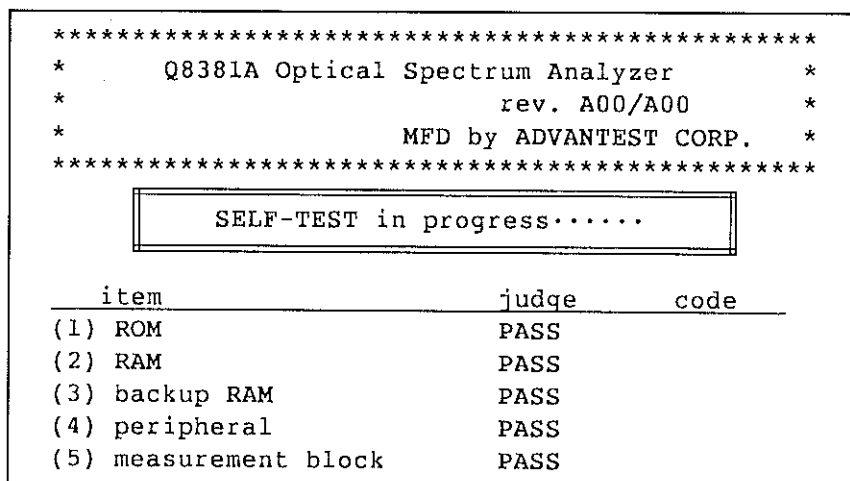 ************************************************
* Q8381A Optical Spectrum Analyzer *
* rev. A00/A00 *
* MFD by ADVANTEST CORP. *
************************************************
SELF-TEST in progress······
item judge code
(1) ROM PASS
(2) RAM PASS
(3) backup RAM PASS
(4) peripheral PASS
(5) measurement block PASS